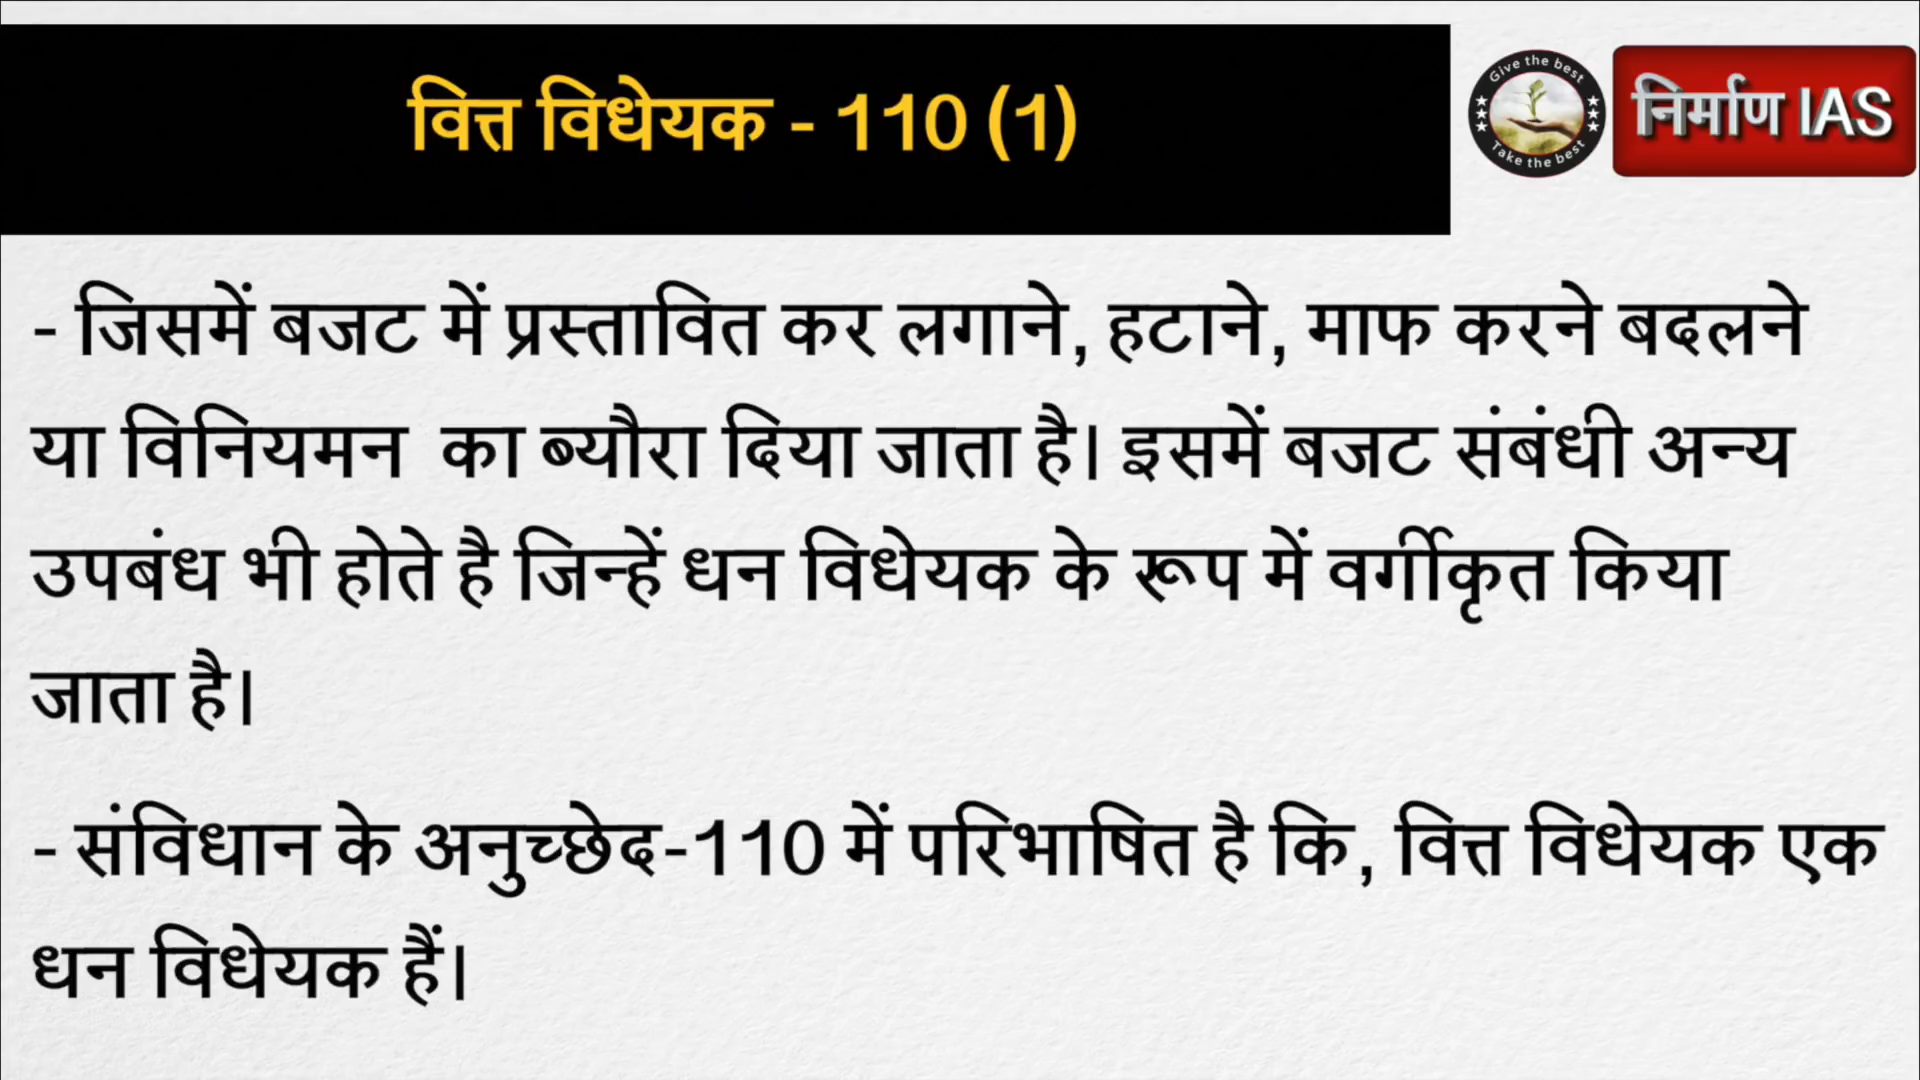 वित्त विधेयक - 110 (1)
Give the best
Take the best
निर्माण IAS
- जिसमें बजट में प्रस्तावित कर लगाने, हटाने, माफ करने बदलने
या विनियमन का ब्यौरा दिया जाता है। इसमें बजट संबंधी अन्य
उपबंध भी होते है जिन्हें धन विधेयक के रूप में वर्गीकृत किया
जाता है।
- संविधान के अनुच्छेद-110 में परिभाषित है कि, वित्त विधेयक एक
धन विधेयक हैं।